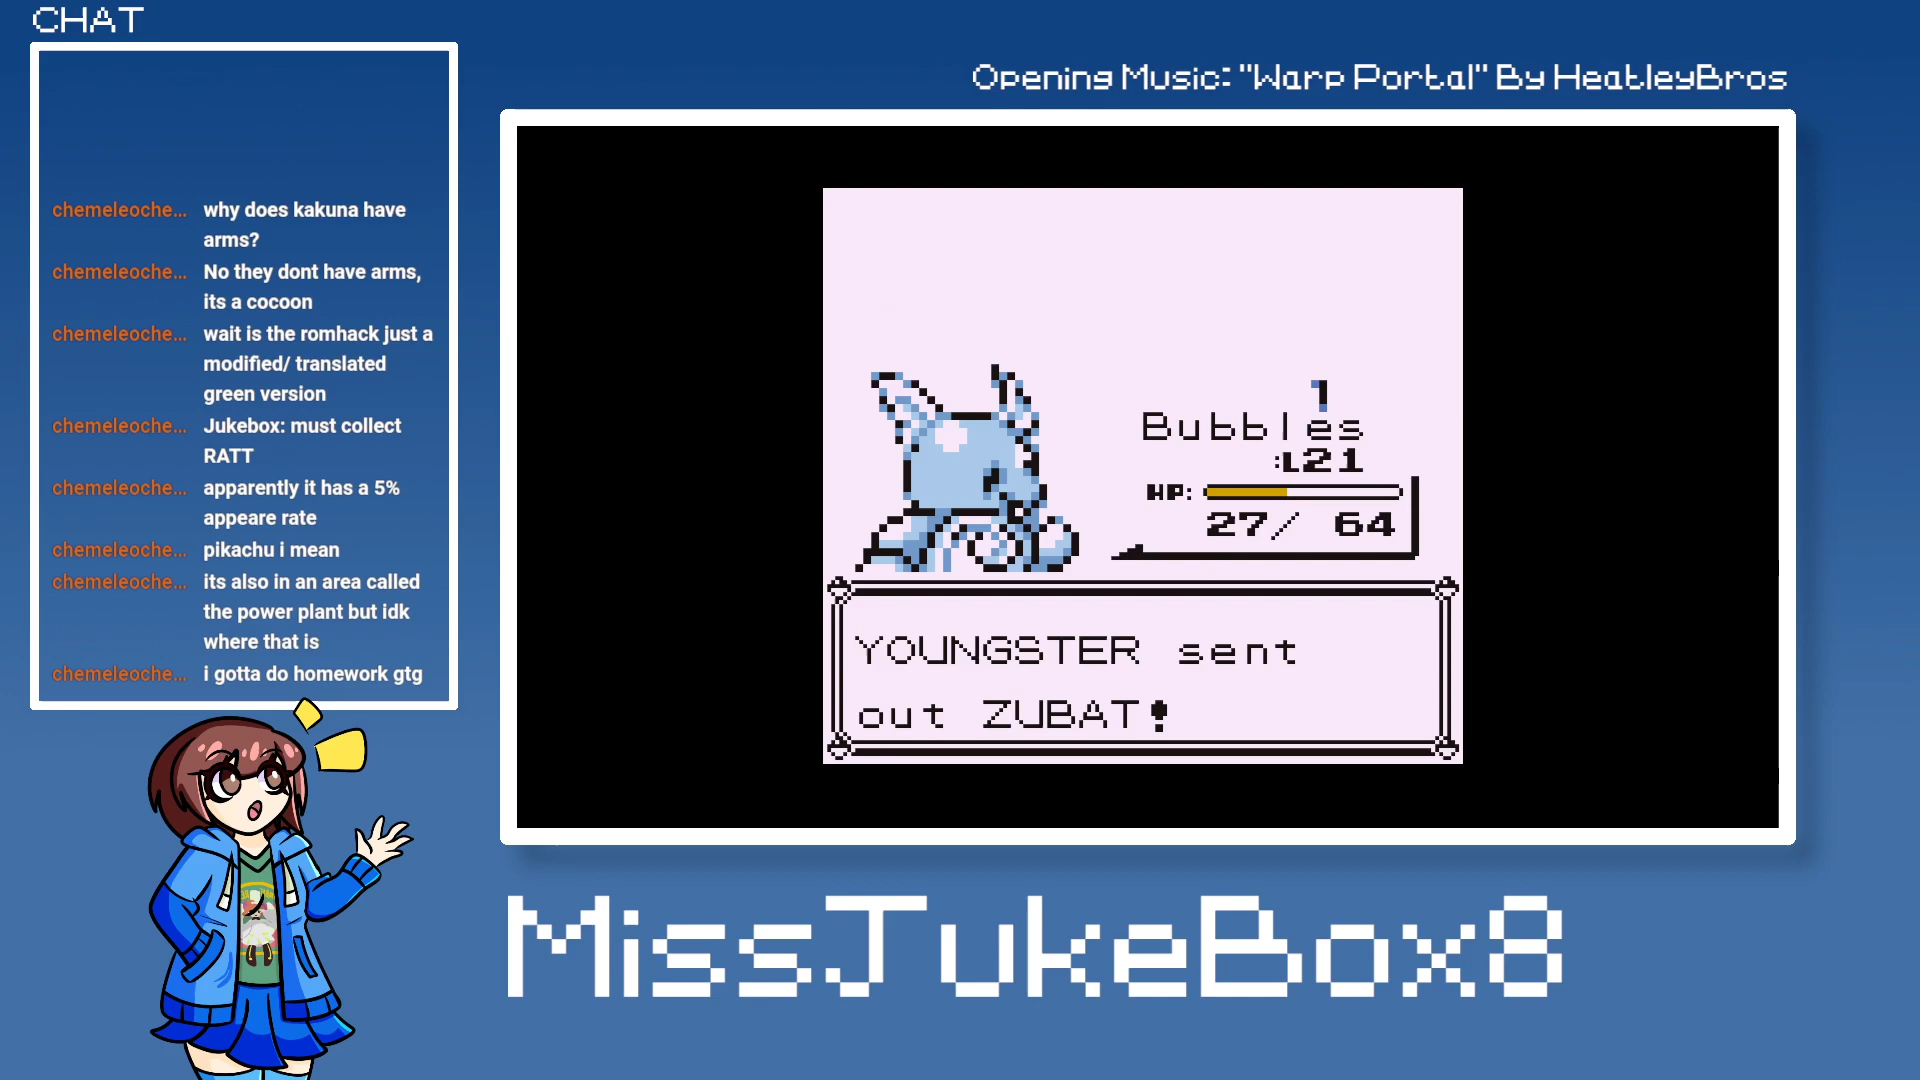 CHAT
Opening Music: "Warp Portal" By HeatleyBros
chemeleoche... why does kakuna have
arms?
chemeleoche... No they dont have arms,
its a cocoon
chemeleoche... wait is the romhack just a
modified/ translated
green version
chemeleoche... Jukebox: must collect
RATT
chemeleoche... apparently it has a 5%
appeare rate
chemeleoche... pikachu i mean
chemeleoche... its also in an area called
the power plant but idk
where that is
chemeleoche... i gotta do homework gtg
Bubbles
:L21
HP:
27/ 64
YOUNGSTER sent
out ZUBAT!
MissJukeBox8